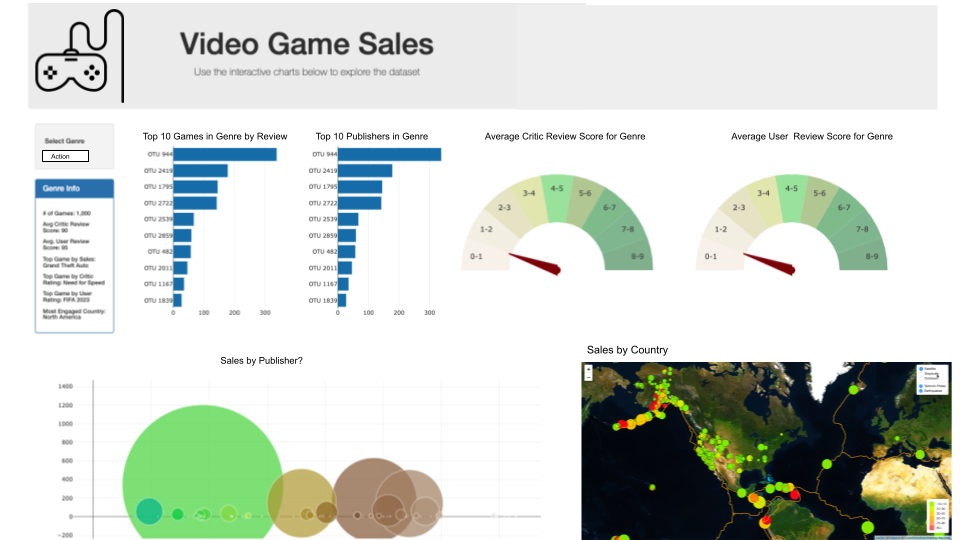 Video Game Sales
Use the interactive charts below to explore the dataset
Select Genre
Action
Genre Info
# of Games: 1,000
Avg Critic Review
Score: 90
Avg. User Review
Score: 95
Top Game by Sales:
Grand Theft Auto
Top Game by Critic
Rating: Need for Speed
Top Game by User
Rating: FIFA 2023
Most Engaged Country:
North America
Top 10 Games in Genre by Review
OTU 944
OTU 2419
OTU 1795
OTU 2722
OTU 2539
OTU 2859
OTU 482
OTU 2011
OTU 1167
OTU 1839
0 100 200 300
Top 10 Publishers in Genre
OTU 944
OTU 2419
OTU 1795
OTU 2722
OTU 2539
OTU 2859
OTU 482
OTU 2011
OTU 1167
OTU 1839
0 100 200 300
Average Critic Review Score for Genre
0-1
1-2
2-3
3-4
4-5
5-6
6-7
7-8
8-9
Average User Review Score for Genre
0-1
1-2
2-3
3-4
4-5
5-6
6-7
7-8
8-9
Sales by Publisher?
1400
1200
1000
800
600
400
200
0
−200
Sales by Country
+
−